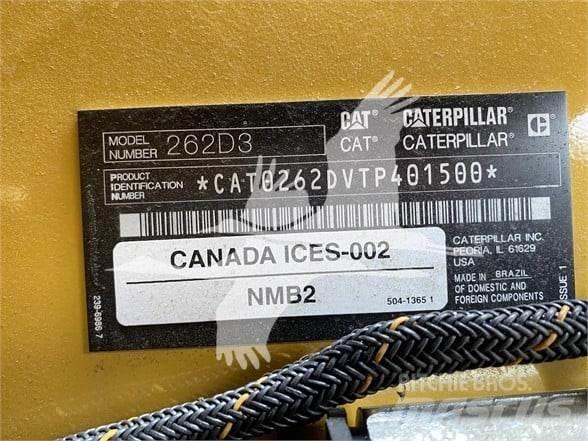 MODEL
NUMBER 262D3
CAT CATERPILLAR
CAT® CATERPILLAR®
PRODUCT
IDENTIFICATION
NUMBER *CAT0262DVTP401500*
CANADA ICES-002
NMB2
504-1365 1
CATERPILLAR INC.
PEORIA, IL 61629
USA
MADE IN BRAZIL
OF DOMESTIC AND
FOREIGN COMPONENTS
ISSUE 1
239-6986 7
RITCHIE BROS.
Auctioneers